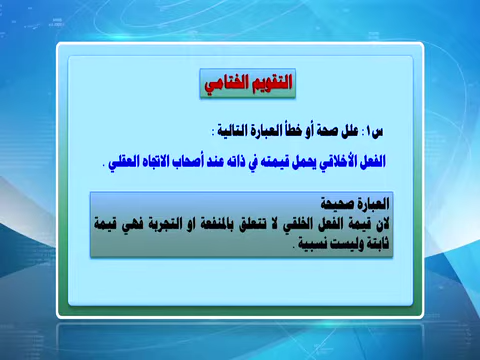 التقويم الختامي
س١: علل صحة أو خطأ العبارة التالية :
الفعل الأخلاقي يحمل قيمته في ذاته عند أصحاب الاتجاه العقلي .
العبارة صحيحة
لان قيمة الفعل الخلقي لا تتعلق بالمنفعة او التجربة فهي قيمة
ثابتة وليست نسبية .